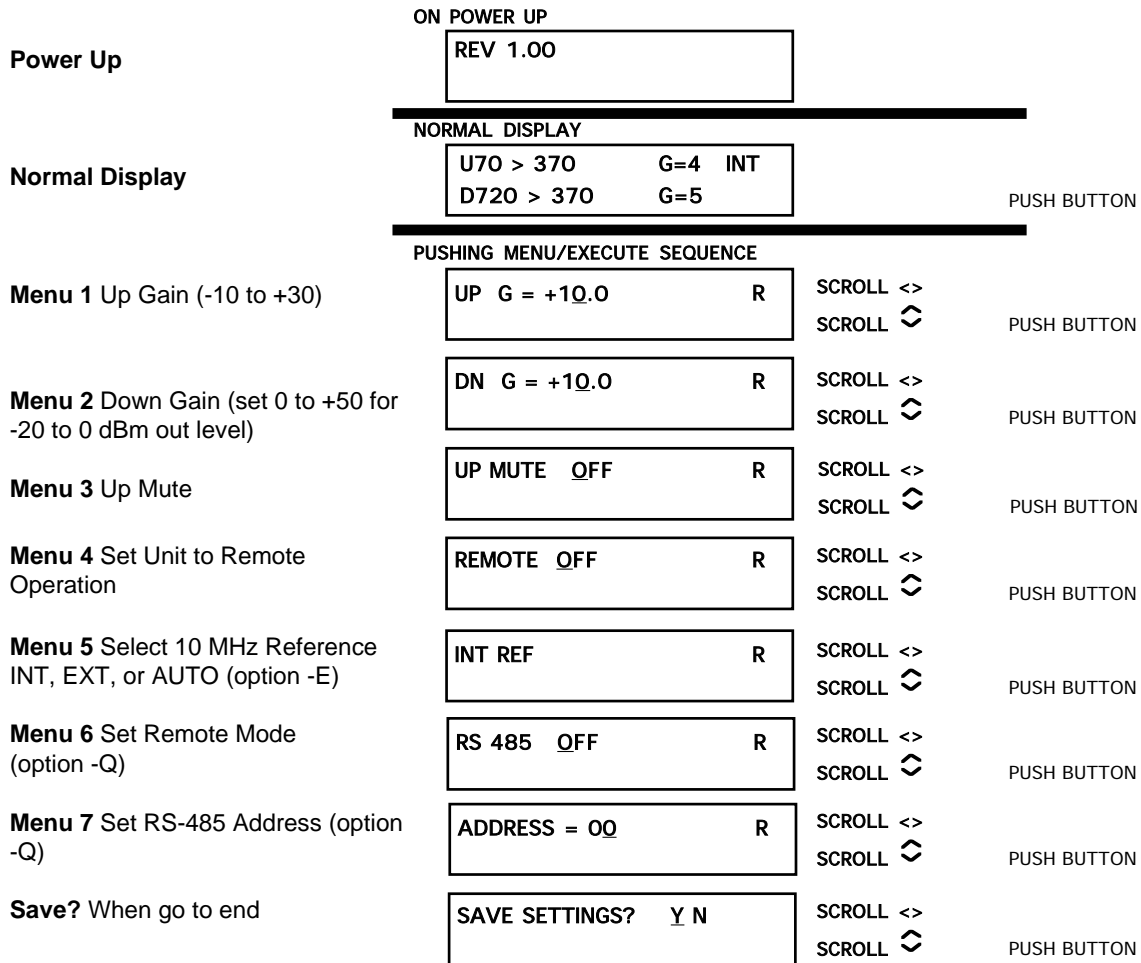 ON POWER UP
Power Up
REV 1.00
NORMAL DISPLAY
Normal Display
U70 > 370 G=4 INT
D720 > 370 G=5
PUSH BUTTON
PUSHING MENU/EXECUTE SEQUENCE
Menu 1 Up Gain (-10 to +30)
UP G = +10.0 R
SCROLL <>
SCROLL
PUSH BUTTON
Menu 2 Down Gain (set 0 to +50 for
-20 to 0 dBm out level)
DN G = +10.0 R
SCROLL <>
SCROLL
PUSH BUTTON
Menu 3 Up Mute
UP MUTE OFF R
SCROLL <>
SCROLL
PUSH BUTTON
Menu 4 Set Unit to Remote
Operation
REMOTE OFF R
SCROLL <>
SCROLL
PUSH BUTTON
Menu 5 Select 10 MHz Reference
INT, EXT, or AUTO (option -E)
INT REF R
SCROLL <>
SCROLL
PUSH BUTTON
Menu 6 Set Remote Mode
(option -Q)
RS 485 OFF R
SCROLL <>
SCROLL
PUSH BUTTON
Menu 7 Set RS-485 Address (option
-Q)
ADDRESS = 00 R
SCROLL <>
SCROLL
PUSH BUTTON
Save? When go to end
SAVE SETTINGS? Y N
SCROLL <>
SCROLL
PUSH BUTTON